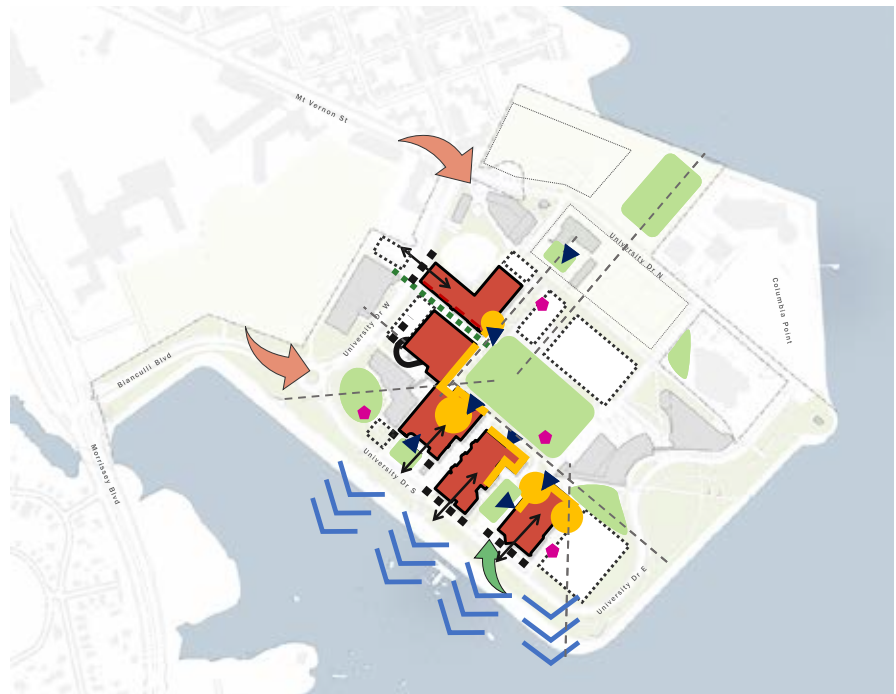 Mt Vernon St
University Dr N
Columbia Point
University Dr W
Bianculli Blvd
Morrissey Blvd
University Dr S
University Dr E